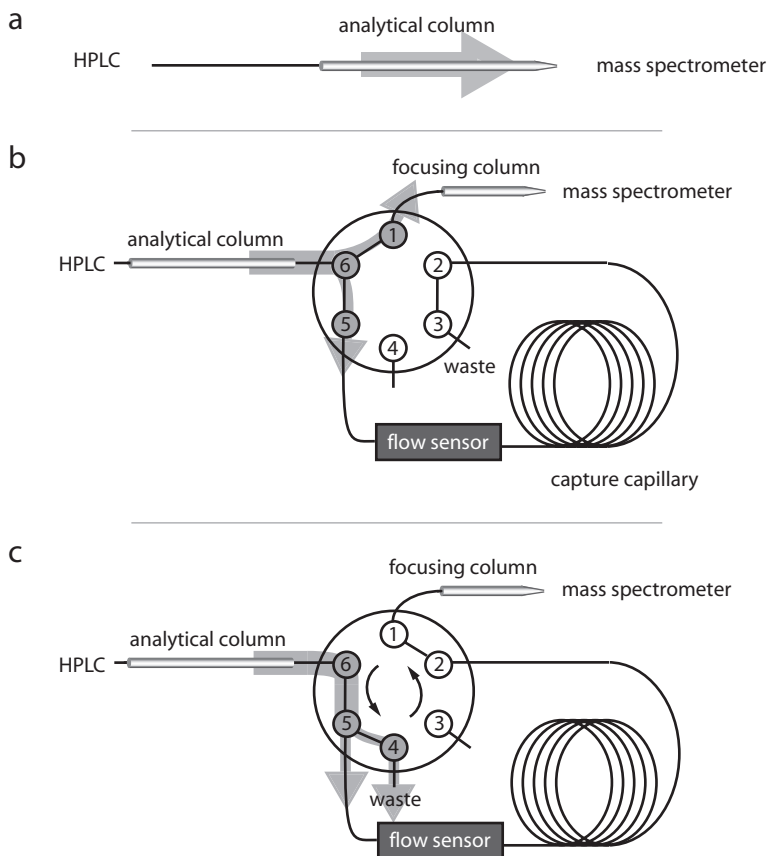 a
analytical column
HPLC
mass spectrometer
b
focusing column
mass spectrometer
analytical column
HPLC
1
6
2
5
3
4
waste
flow sensor
capture capillary
c
focusing column
mass spectrometer
analytical column
HPLC
1
6
2
5
3
4
waste
flow sensor